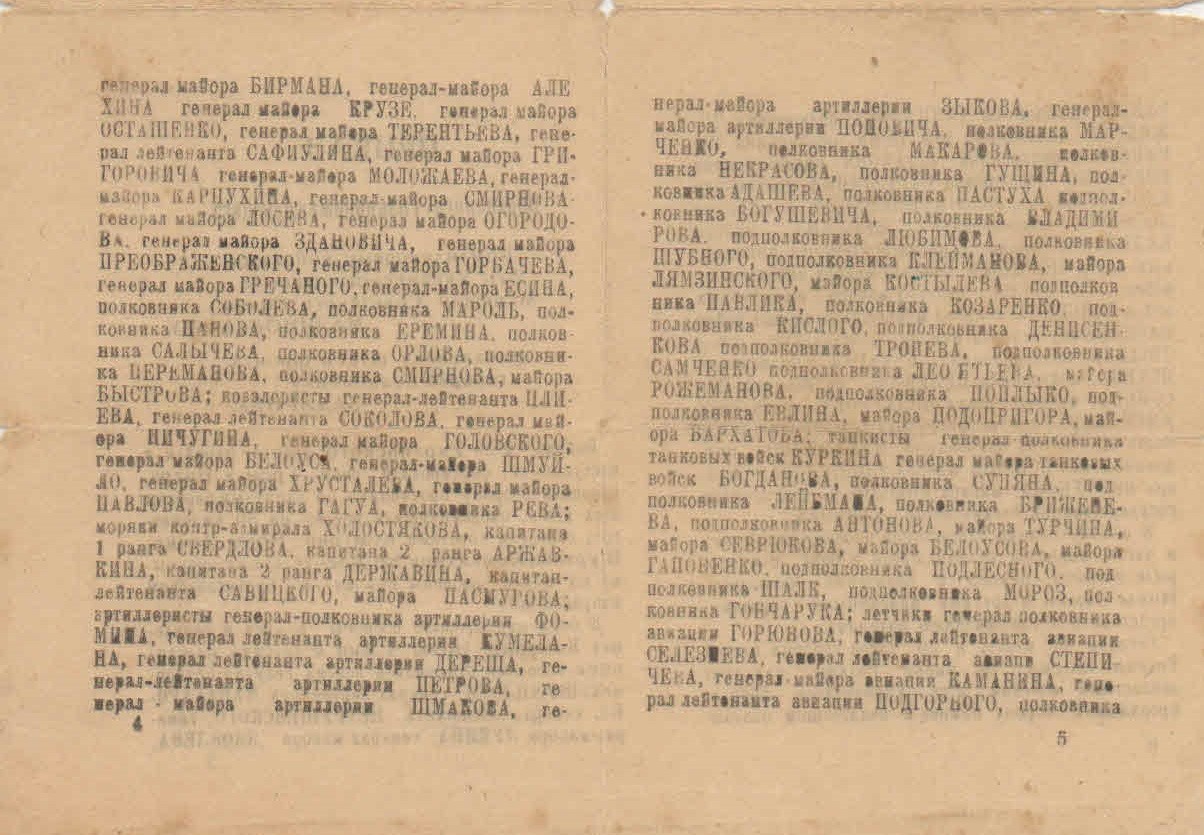 генерал майора БИРМАНА, генерал-майора АЛЕ
ХИНА генерал майора КРУЗЕ, генерал майора
ОСТАШЕНКО, генерал майора ТЕРЕНТЬЕВА, гене-
рал лейтенанта САФИУЛИНА, генерал майора ГРИ-
ГОРОВИЧА генерал-майора МОЛОЖАЕВА, генерал-
майора КАРПУХИНА, генерал-майора СМИРНОВА
генерал майора ЛОСЕВА, генерал майора ОГОРОДО-
ВА, генерал майора ЗДАНОВИЧА, генерал майора
ПРЕОБРАЖЕНСКОГО, генерал майора ГОРБАЧЕВА,
генерал майора ГРЕЧАНОГО, генерал-майора ЕСИНА,
полковника СОБОЛЕВА, полковника МАРОЛЬ, пол-
ковника ПАНОВА, полковника ЕРЕМИНА, полков-
ника САЛЫЧЕВА, полковника ОРЛОВА, полковни-
ка ВЕРЕМАНОВА, полковника СМИРНОВА, майора
БЫСТРОВА; кавалеристы генерал-лейтенанта ПЛИ-
ЕВА, генерал лейтенанта СОКОЛОВА, генерал май-
ора ПИЧУГИНА, генерал майора ГОЛОВСКОГО,
генерал майора БЕЛОУСА, генерал-майора ШМУЙ-
ЛО, генерал майора ХРУСТАЛЕВА, генерал майора
ПАВЛОВА, полковника ГАГУА, полковника РЕВА;
моряки контр-адмирала ХОЛОСТЯКОВА, капитана
1 ранга СВЕРДЛОВА, капитана 2 ранга АРЖАВ-
КИНА, капитана 2 ранга ДЕРЖАВИНА, капитан-
лейтенанта САВИЦКОГО, майора ПАСМУРОВА;
артиллеристы генерал-полковника артиллерии ФО-
МИНА, генерал лейтенанта артиллерии КУМЕЛА-
НА, генерал лейтенанта артиллерии ДЕРЕША, ге-
нерал-лейтенанта артиллерии ПЕТРОВА, ге
нерал - майора артиллерии ШМАКОВА, ге-
4
нерал-майора артиллерии ЗЫКОВА, генерал-
майора артиллерии ПОПОВИЧА, полковника МАР-
ЧЕНКО, полковника МАКАРОВА, полков-
ника НЕКРАСОВА, полковника ГУЩИНА, пол-
ковника АДАШЕВА, полковника ПАСТУХА подпол-
ковника БОГУШЕВИЧА, полковника ВЛАДИМИ
РОВА, подполковника ЛЮБИМОВА, полковника
ШУБНОГО, подполковника КЛЕЙМАНОВА, майора
ЛЯМЗИНСКОГО, майора КОСТЫЛЕВА подполков
ника ПАВЛИКА, полковника КОЗАРЕНКО, под-
полковника КИСЛОГО, подполковника ДЕНИСЕН-
КОВА подполковника ТРОПЕВА, подполковника
САМЧЕНКО подполковника майора
РОЖЕМАНОВА, подполковника ПОПЛЫКО, под-
полковника ЕВЛИНА, майора ПОДОПРИГОРА, май-
ора БАРХАТОВА; танкисты генерал-полковника
танковых войск КУРКИНА генерал майора танковых
войск БОГДАНОВА, полковника СУПЯНА, под
полковника ЛЕЙБМАНА, полковника БРИЖЕНЕ-
ВА, подполковника АНТОНОВА, майора ТУРЧИНА,
майора СЕВРЮКОВА, майора БЕЛОУСОВА, майора
ГАПОВЕНКО, подполковника ПОДЛЕСНОГО, под
полковника ШАЛК, подполковника МОРОЗ, пол-
ковника ГОНЧАРУКА; летчики генерал полковника
авиации ГОРЮНОВА, генерал лейтенанта авиации
СЕЛЕЗНЕВА, генерал лейтенанта авиапи СТЕПИ-
ЧЕВА, генерал-майора авиации КАМАНИНА, гене
рал лейтенанта авиации ПОДГОРНОГО, полковника
5